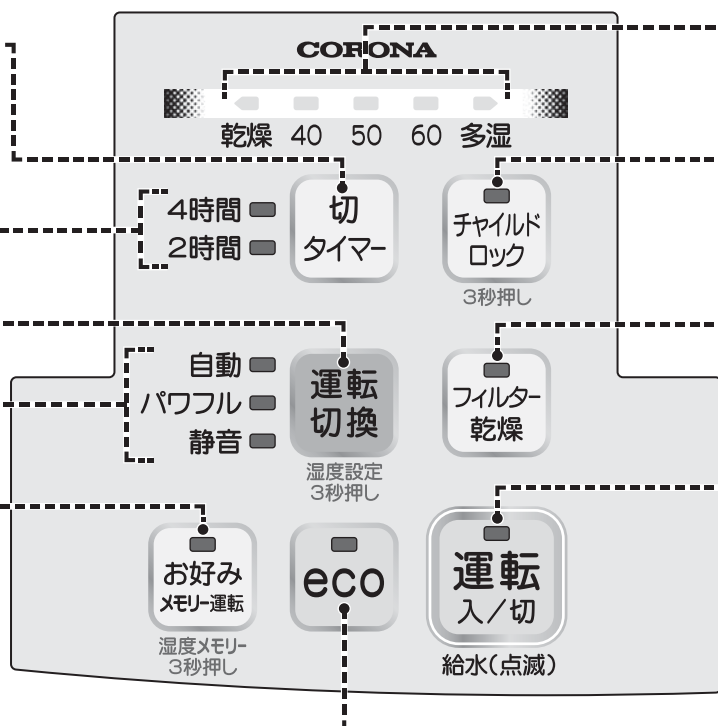 CORONA
乾燥 40 50 60 多湿
4時間
2時間
切
タイマー
チャイルド
ロック
3秒押し
自動
パワフル
静音
運転
切換
湿度設定
3秒押し
フィルター
乾燥
お好み
メモリー運転
湿度メモリー
3秒押し
eco
運転
入／切
給水(点滅)